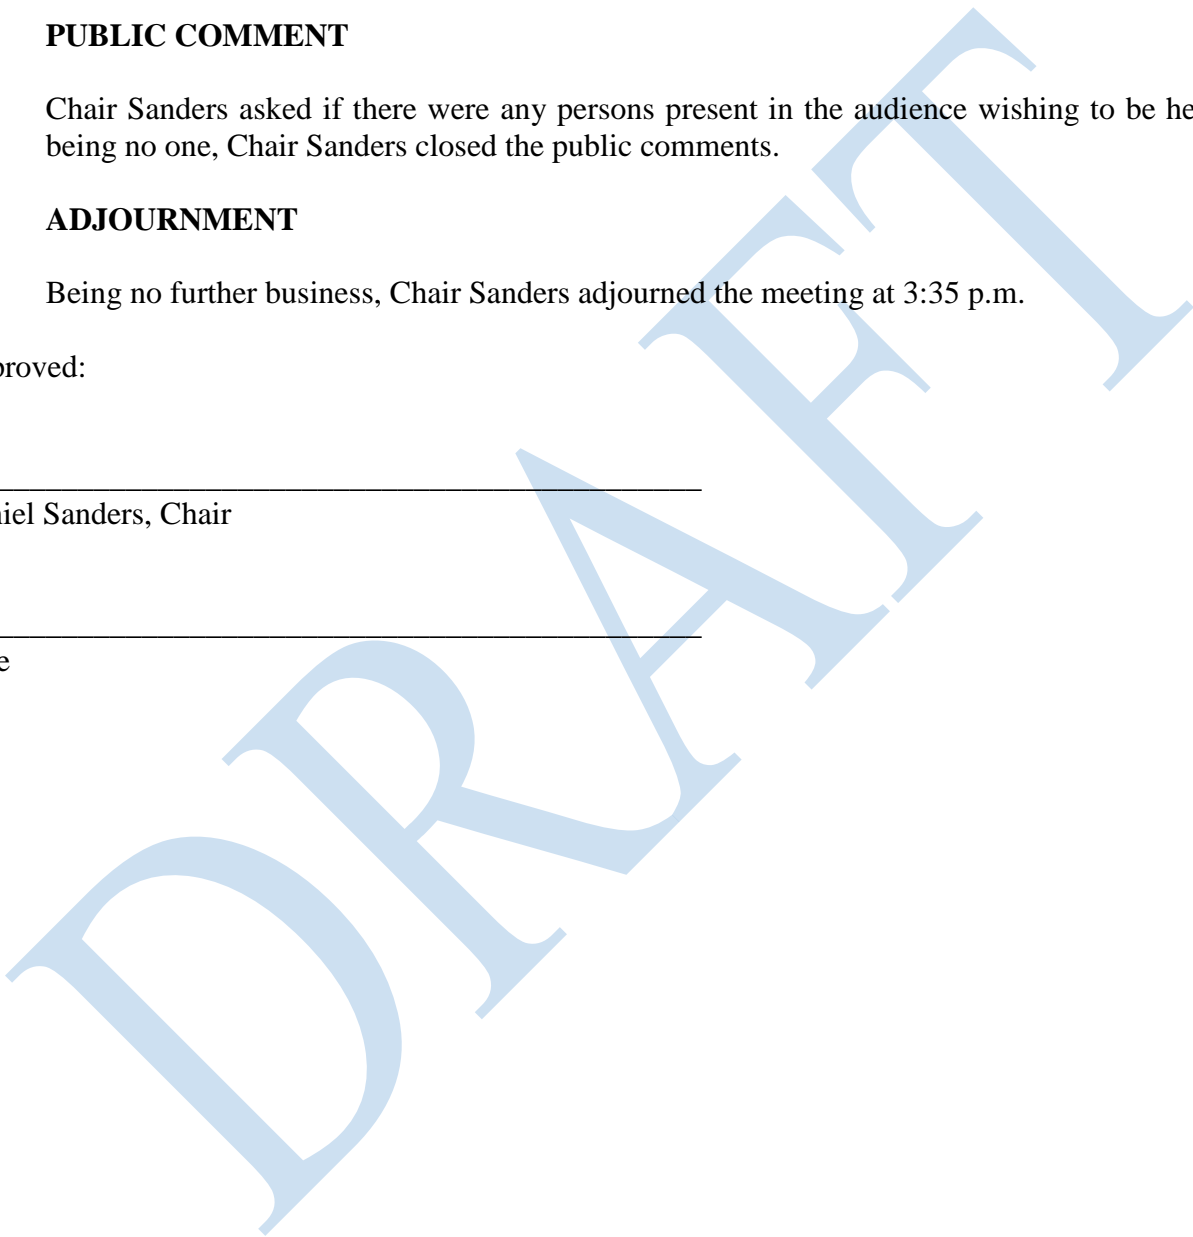 PUBLIC COMMENT
Chair Sanders asked if there were any persons present in the audience wishing to be he
being no one, Chair Sanders closed the public comments.
ADJOURNMENT
Being no further business, Chair Sanders adjourned the meeting at 3:35 p.m.
proved:
iel Sanders, Chair
e
DRAFT